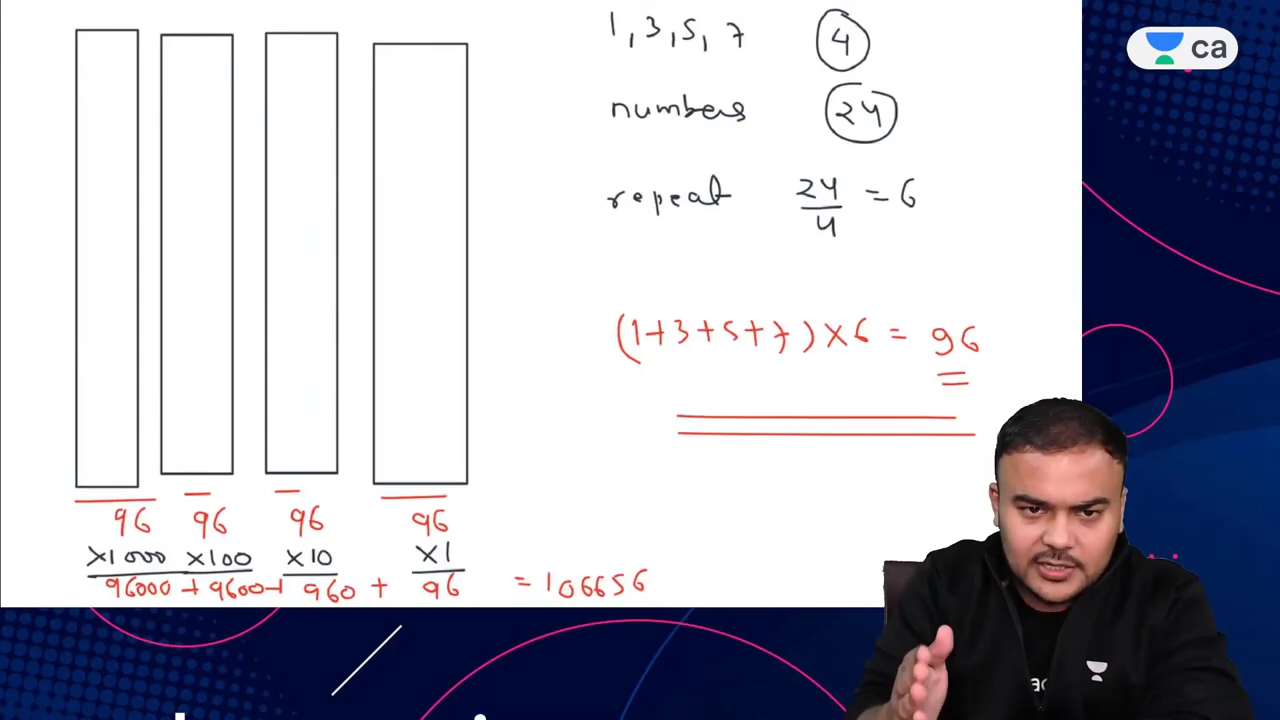 1, 3, 5, 7 4
ca
numbers 24
repeat 24/4 = 6
(1+3+5+7)×6 = 96
96 96 96 96
×1000 ×100 ×10 ×1
96000 + 9600 + 960 + 96 = 106656